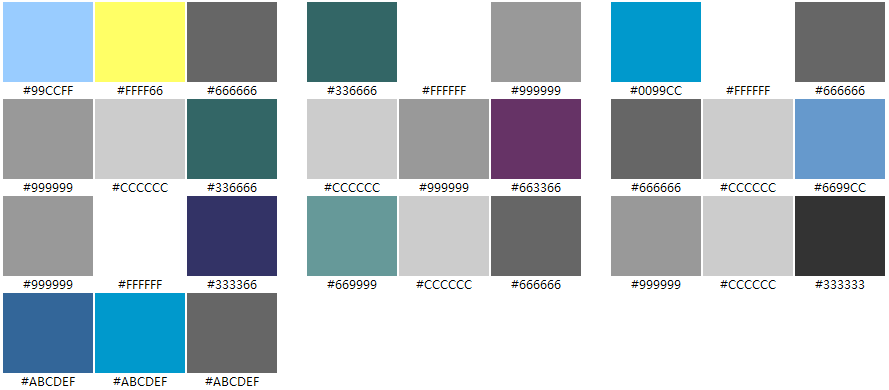 #99CCFF #FFFF66 #666666 #336666 #FFFFFF #999999 #0099CC #FFFFFF #666666
#999999 #CCCCCC #336666 #CCCCCC #999999 #663366 #666666 #CCCCCC #6699CC
#999999 #FFFFFF #333366 #669999 #CCCCCC #666666 #999999 #CCCCCC #333333
#ABCDEF #ABCDEF #ABCDEF